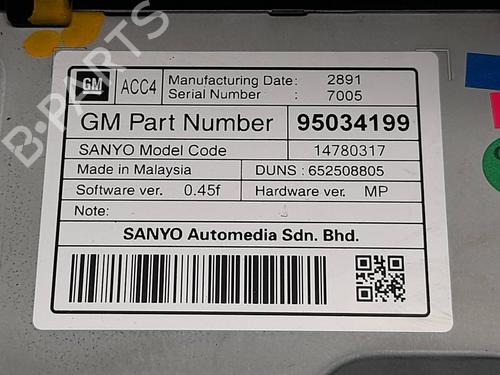 GM ACC4 Manufacturing Date: 2891
Serial Number : 7005
GM Part Number 95034199
SANYO Model Code 14780317
Made in Malaysia DUNS : 652508805
Software ver. 0.45f Hardware ver. MP
Note:
SANYO Automedia Sdn. Bhd.
B-PARTS